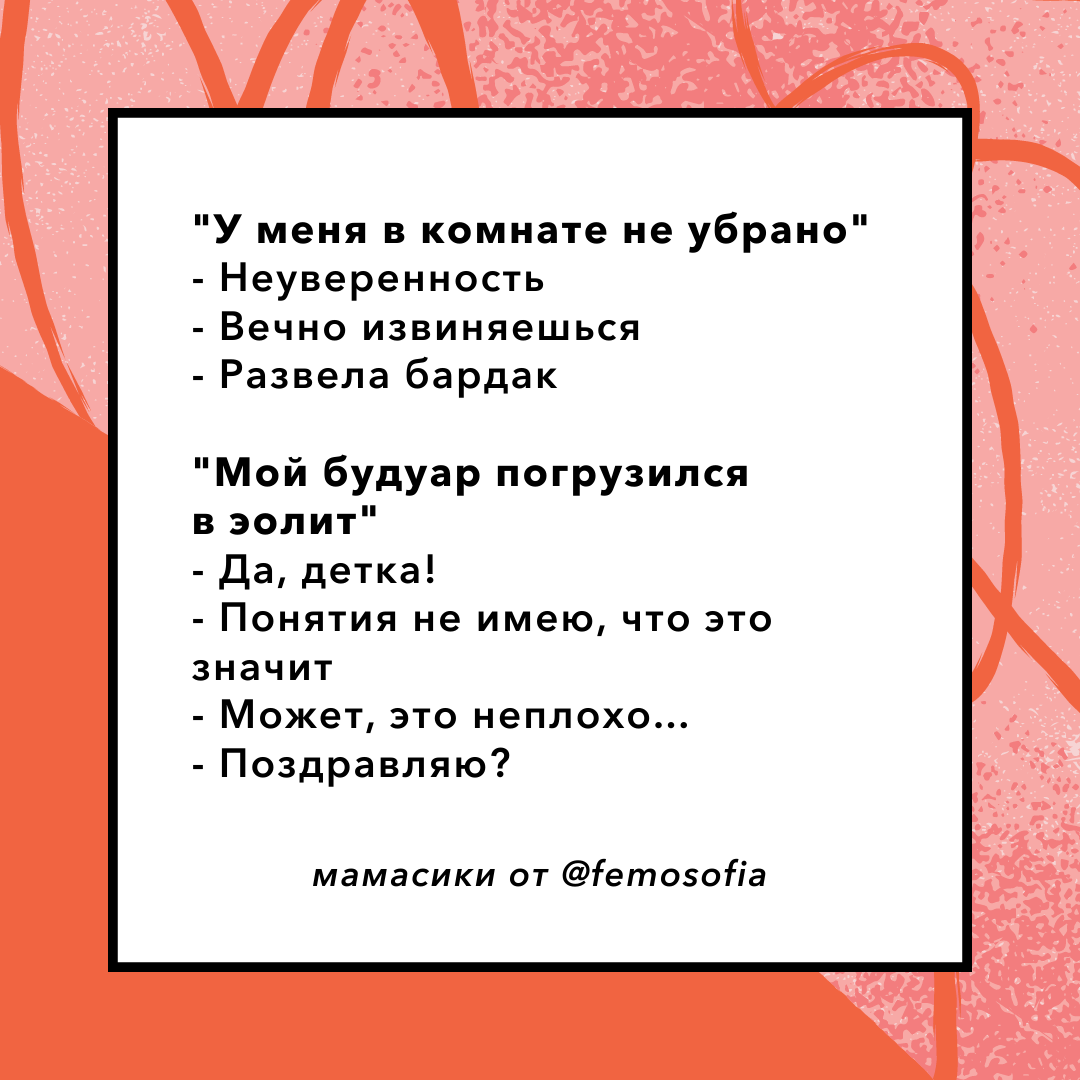 "У меня в комнате не убрано"
- Неуверенность
- Вечно извиняешься
- Развела бардак
"Мой будуар погрузился
в эолит"
- Да, детка!
- Понятия не имею, что это
значит
- Может, это неплохо...
- Поздравляю?
мамасики от @femosofia